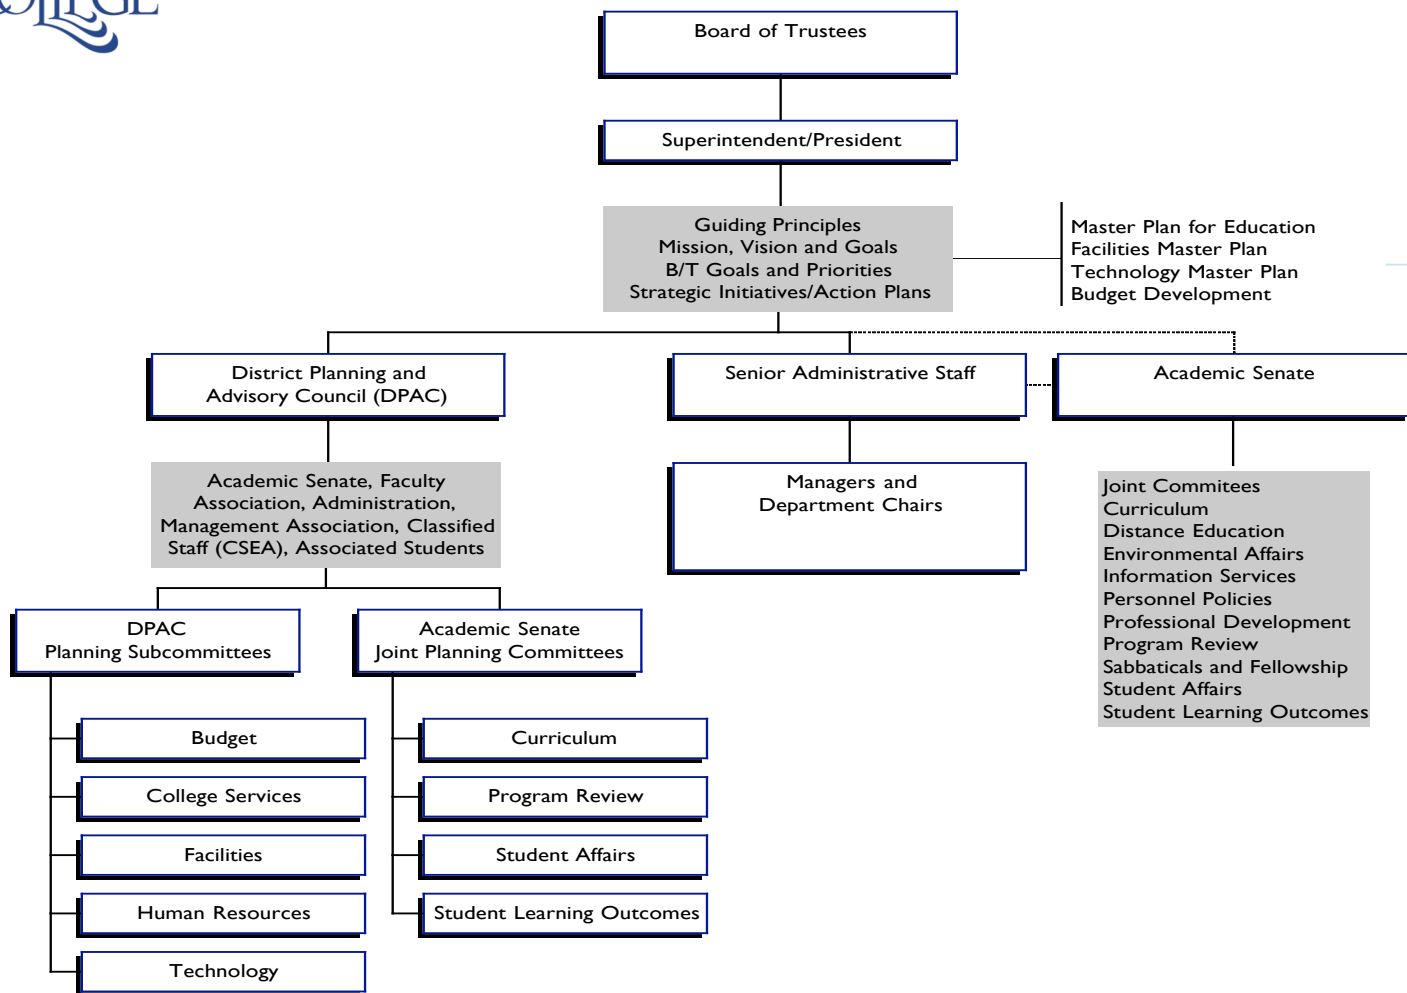 COLLEGE
Board of Trustees
Superintendent/President
Guiding Principles
Mission, Vision and Goals
B/T Goals and Priorities
Strategic Initiatives/Action Plans
Master Plan for Education
Facilities Master Plan
Technology Master Plan
Budget Development
District Planning and
Advisory Council (DPAC)
Senior Administrative Staff
Academic Senate
Academic Senate, Faculty
Association, Administration,
Management Association, Classified
Staff (CSEA), Associated Students
Managers and
Department Chairs
Joint Commitees
Curriculum
Distance Education
Environmental Affairs
Information Services
Personnel Policies
Professional Development
Program Review
Sabbaticals and Fellowship
Student Affairs
Student Learning Outcomes
DPAC
Planning Subcommittees
Academic Senate
Joint Planning Committees
Budget
College Services
Facilities
Human Resources
Technology
Curriculum
Program Review
Student Affairs
Student Learning Outcomes